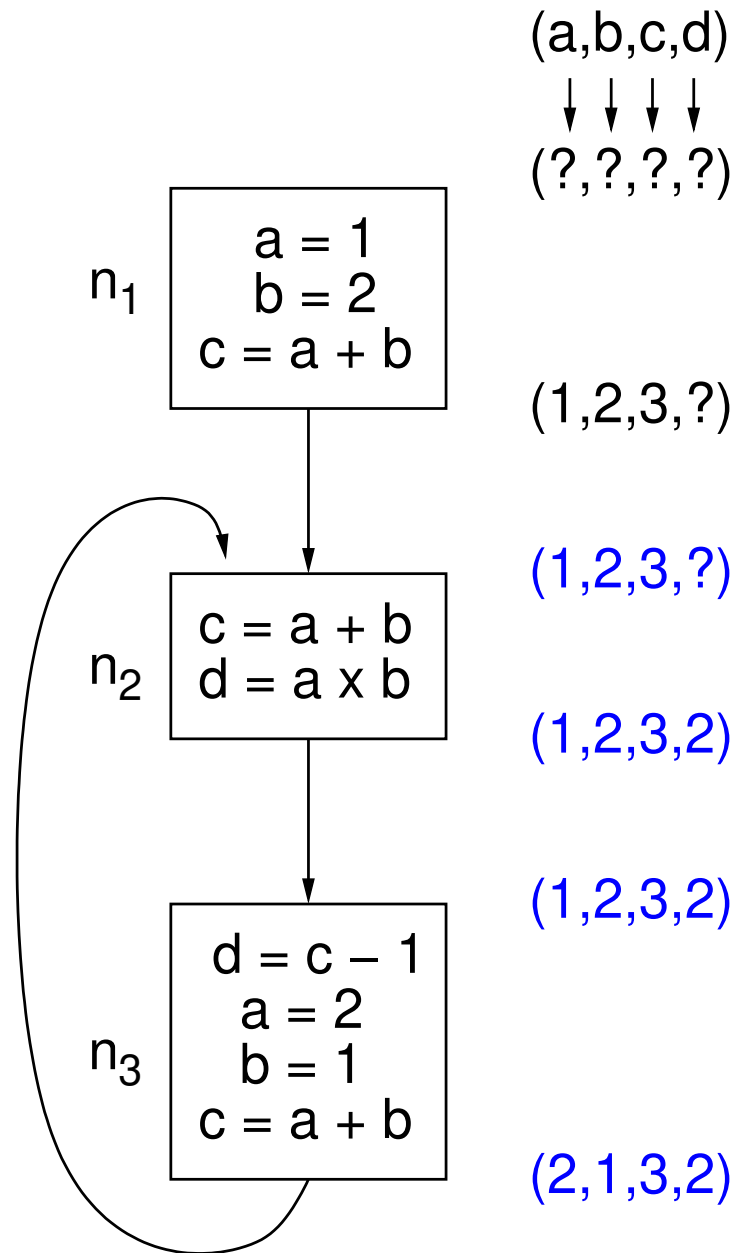 (a,b,c,d)
(?,?,?,?)
n1
a = 1
b = 2
c = a + b
(1,2,3,?)
(1,2,3,?)
n2
c = a + b
d = a x b
(1,2,3,2)
(1,2,3,2)
n3
d = c – 1
a = 2
b = 1
c = a + b
(2,1,3,2)